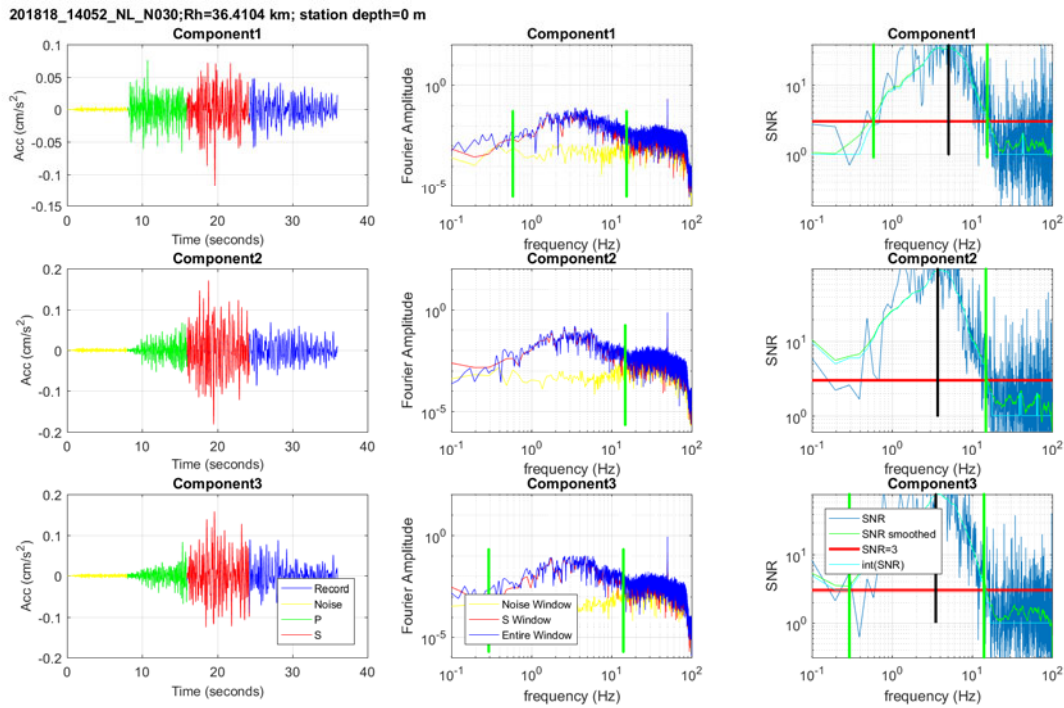 201818_14052_NL_N030;Rh=36.4104 km; station depth=0 m
Component1
Acc (cm/s²)
0.1
0.05
0
-0.05
-0.1
-0.15
0 10 20 30 40
Time (seconds)
Component1
Fourier Amplitude
10⁰
10⁻⁵
10⁻¹ 10⁰ 10¹ 10²
frequency (Hz)
Component1
SNR
10¹
10⁰
10⁻¹ 10⁰ 10¹ 10²
frequency (Hz)
Component2
Acc (cm/s²)
0.2
0.1
0
-0.1
-0.2
0 10 20 30 40
Time (seconds)
Component2
Fourier Amplitude
10⁰
10⁻⁵
10⁻¹ 10⁰ 10¹ 10²
frequency (Hz)
Component2
SNR
10¹
10⁰
10⁻¹ 10⁰ 10¹ 10²
frequency (Hz)
Component3
Acc (cm/s²)
0.2
0.1
0
-0.1
-0.2
0 10 20 30 40
Time (seconds)
Record
Noise
P
S
Component3
Fourier Amplitude
10⁰
10⁻⁵
10⁻¹ 10⁰ 10¹ 10²
frequency (Hz)
Noise Window
S Window
Entire Window
Component3
SNR
10¹
10⁰
10⁻¹ 10⁰ 10¹ 10²
frequency (Hz)
SNR
SNR smoothed
SNR=3
int(SNR)